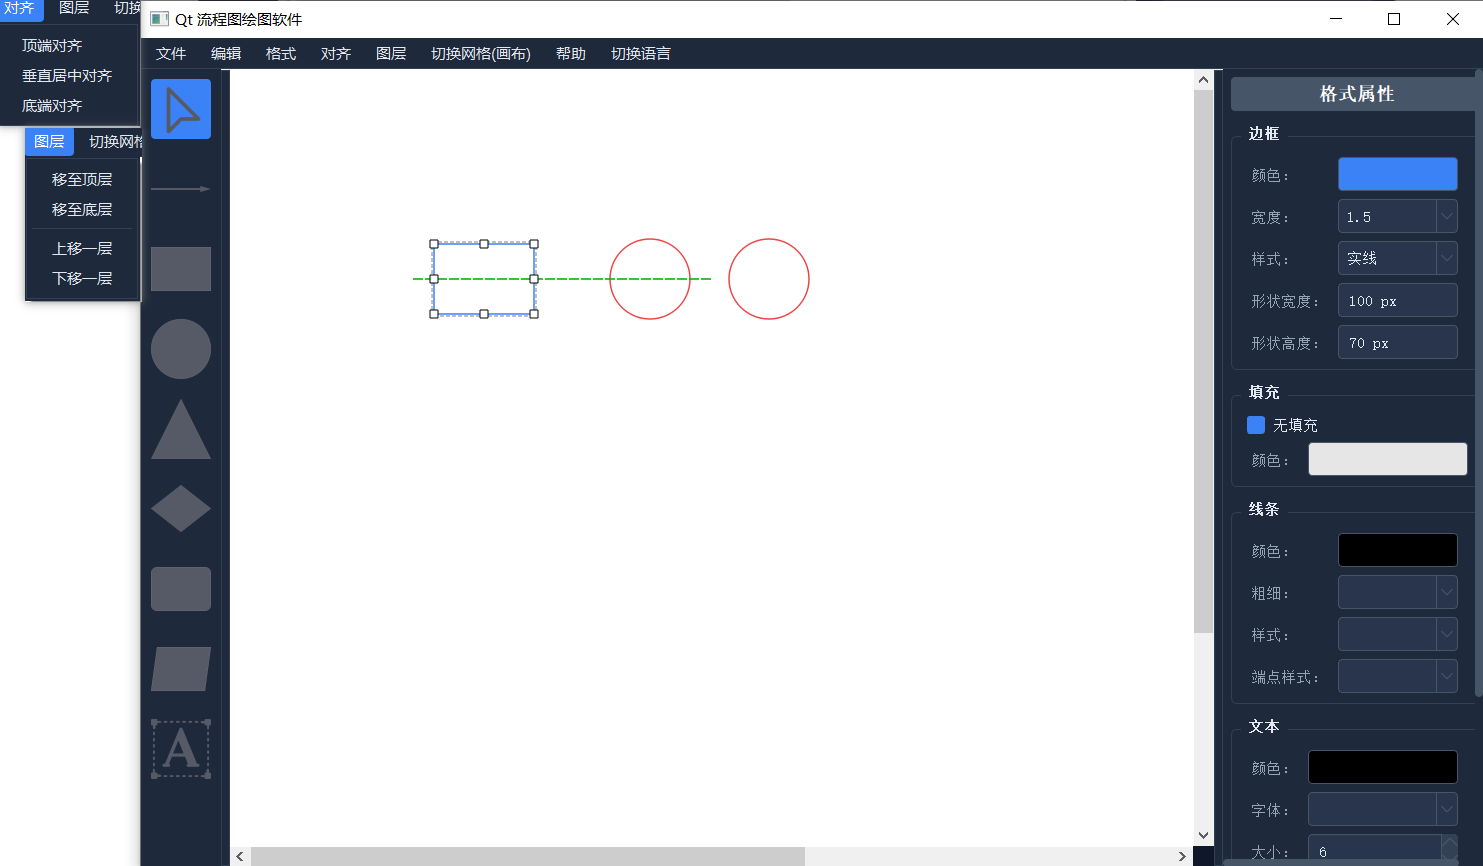 对齐 图层
顶端对齐
垂直居中对齐
底端对齐
图层 切换网格
移至顶层
移至底层
上移一层
下移一层
Qt 流程图绘图软件
文件 编辑 格式 对齐 图层 切换网格(画布) 帮助 切换语言
A
格式属性
边框
颜色：
宽度： 1.5
样式： 实线
形状宽度： 100 px
形状高度： 70 px
填充
无填充
颜色：
线条
颜色：
粗细：
样式：
端点样式：
文本
颜色：
字体：
大小： 6